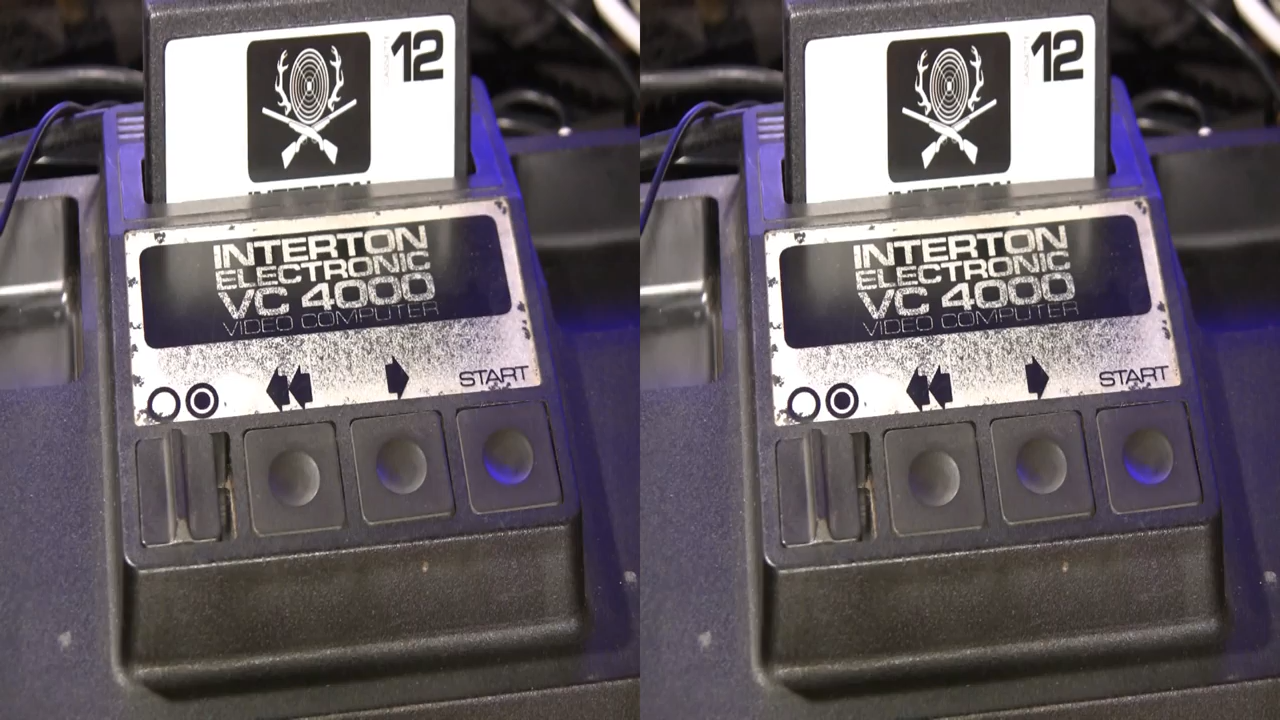 12
INTERTON
ELECTRONIC
VC 4000
VIDEO COMPUTER
START
12
INTERTON
ELECTRONIC
VC 4000
VIDEO COMPUTER
START